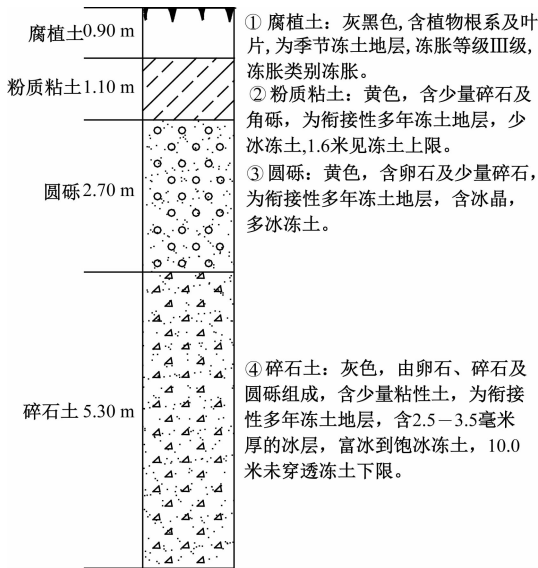 腐植土0.90 m
粉质粘土1.10 m
圆砾2.70 m
碎石土 5.30 m
① 腐植土：灰黑色, 含植物根系及叶
片, 为季节冻土地层, 冻胀等级Ⅲ级,
冻胀类别冻胀。
② 粉质粘土：黄色，含少量碎石及
角砾，为衔接性多年冻土地层，少
冰冻土,1.6米见冻土上限。
③ 圆砾：黄色，含卵石及少量碎石，
为衔接性多年冻土地层，含冰晶，
多冰冻土。
④ 碎石土：灰色，由卵石、碎石及
圆砾组成，含少量粘性土，为衔接
性多年冻土地层，含2.5－3.5毫米
厚的冰层，富冰到饱冰冻土，10.0
米未穿透冻土下限。